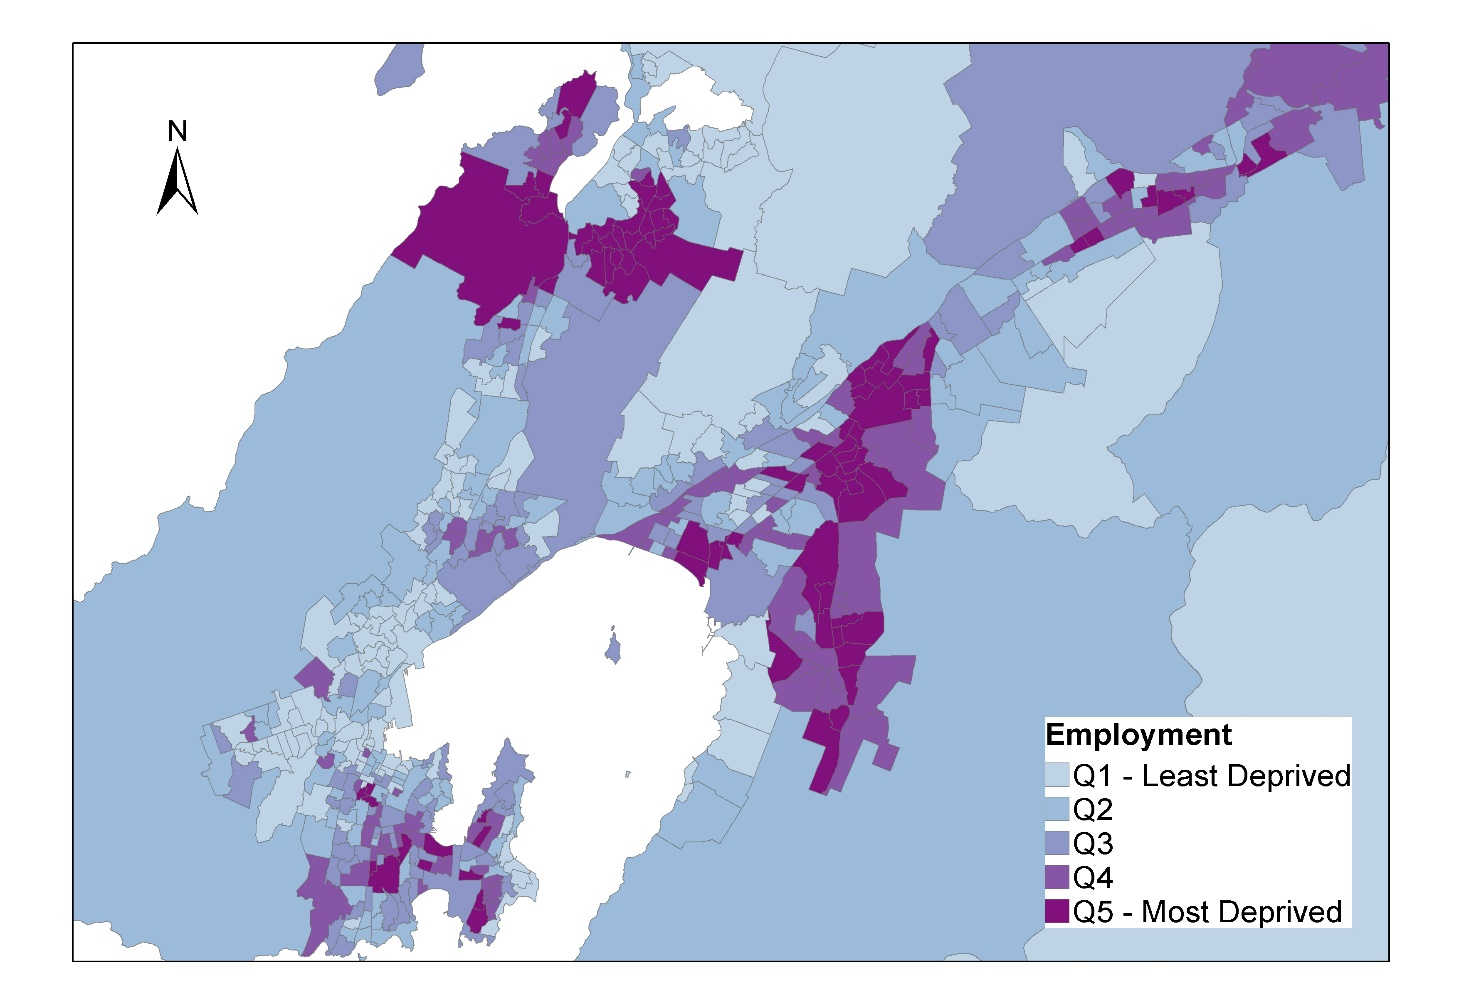 N
Employment
Q1 - Least Deprived
Q2
Q3
Q4
Q5 - Most Deprived